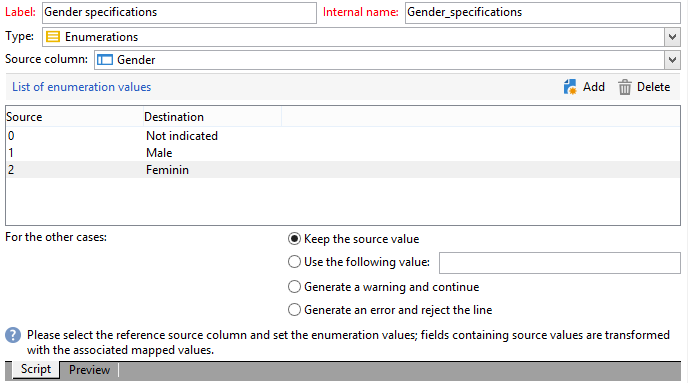 Label: Gender specifications Internal name: Gender_specifications
Type: Enumerations
Source column: Gender
List of enumeration values Add Delete
Source Destination
0 Not indicated
1 Male
2 Feminin
For the other cases: Keep the source value
Use the following value:
Generate a warning and continue
Generate an error and reject the line
? Please select the reference source column and set the enumeration values; fields containing source values are transformed
with the associated mapped values.
Script Preview